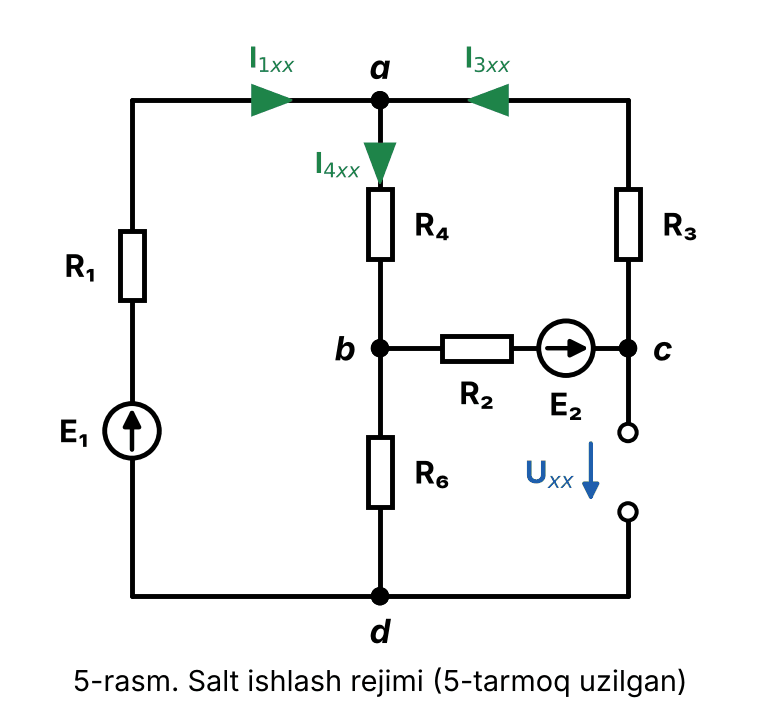 I₁xx
a
I₃xx
I₄xx
R₄
R₃
R₁
b
c
R₂
E₂
E₁
R₆
Uxx
d
5-rasm. Salt ishlash rejimi (5-tarmoq uzilgan)